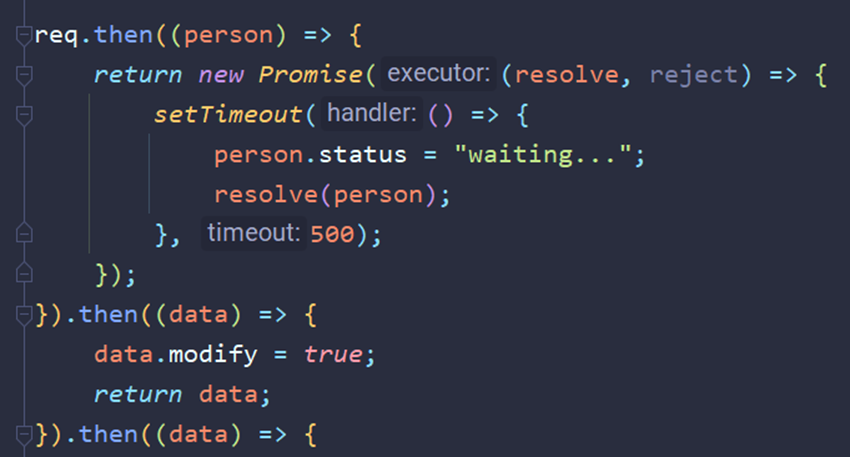 req.then((person) => {
    return new Promise( executor: (resolve, reject) => {
        setTimeout( handler: () => {
            person.status = "waiting...";
            resolve(person);
        }, timeout: 500);
    });
}).then((data) => {
    data.modify = true;
    return data;
}).then((data) => {